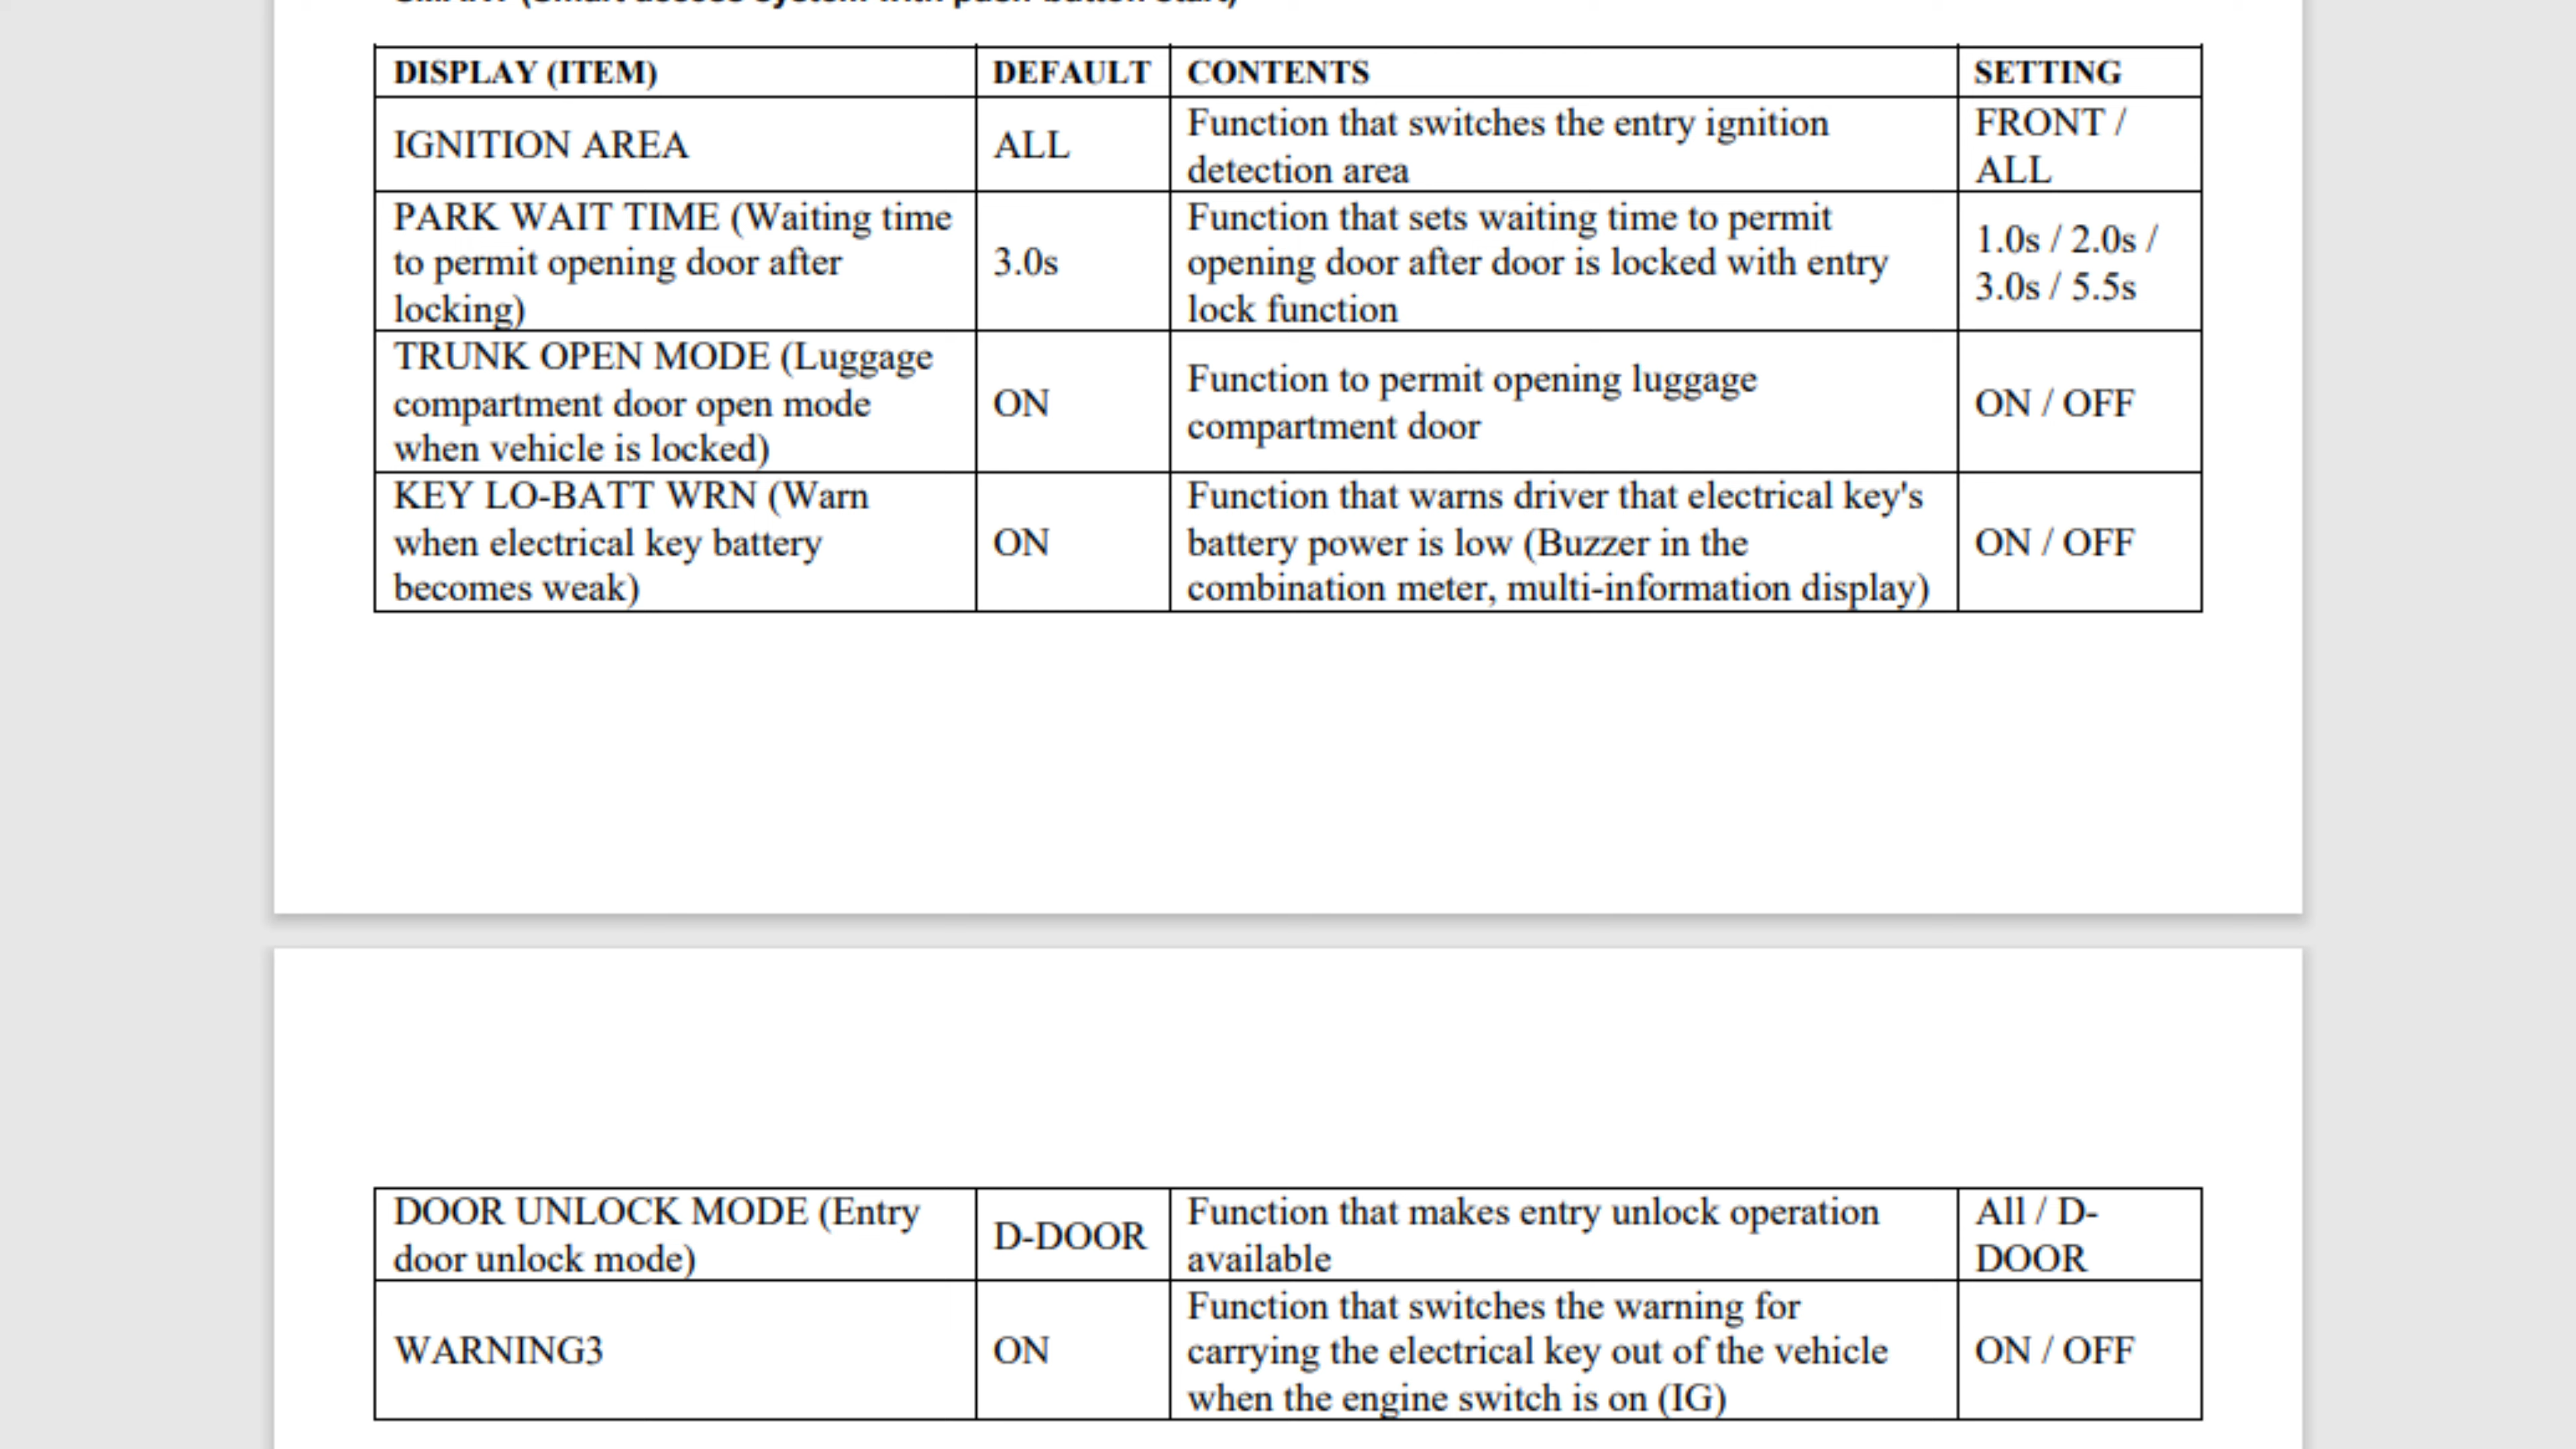 (Smart access system with push-button start)
DISPLAY (ITEM) DEFAULT CONTENTS SETTING
IGNITION AREA
ALL
Function that switches the entry ignition
detection area
FRONT /
ALL
PARK WAIT TIME (Waiting time
to permit opening door after
locking)
3.0s
Function that sets waiting time to permit
opening door after door is locked with entry
lock function
1.0s / 2.0s /
3.0s / 5.5s
TRUNK OPEN MODE (Luggage
compartment door open mode
when vehicle is locked)
ON
Function to permit opening luggage
compartment door
ON / OFF
KEY LO-BATT WRN (Warn
when electrical key battery
becomes weak)
ON
Function that warns driver that electrical key's
battery power is low (Buzzer in the
combination meter, multi-information display)
ON / OFF
DOOR UNLOCK MODE (Entry
door unlock mode)
D-DOOR
Function that makes entry unlock operation
available
All / D-
DOOR
WARNING3
ON
Function that switches the warning for
carrying the electrical key out of the vehicle
when the engine switch is on (IG)
ON / OFF